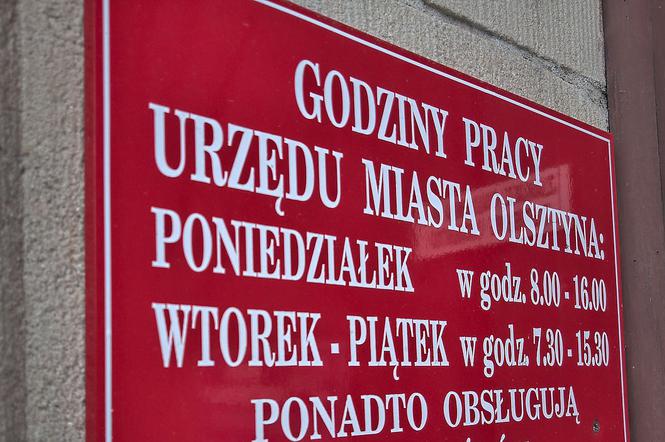 GODZINY PRACY
URZĘDU MIASTA OLSZTYNA:
PONIEDZIAŁEK w godz. 8.00 - 16.00
WTOREK - PIĄTEK w godz. 7.30 - 15.30
PONADTO OBSŁUGUJĄ